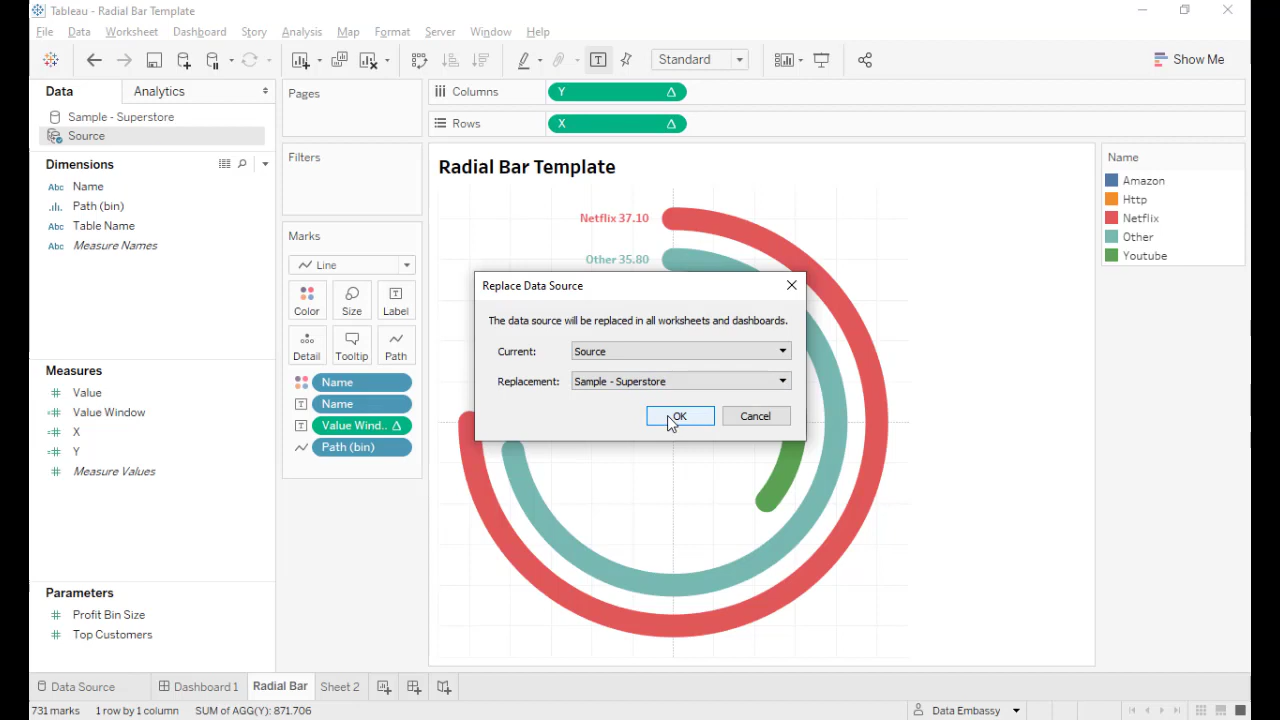 Tableau - Radial Bar Template
File Data Worksheet Dashboard Story Analysis Map Format Server Window Help
Standard
Show Me
Data Analytics
Sample - Superstore
Source
Dimensions
Abc Name
Path (bin)
Abc Table Name
Abc Measure Names
Measures
Value
Value Window
X
Y
Measure Values
Parameters
Profit Bin Size
Top Customers
Pages
Filters
Marks
Line
Color Size Label
Detail Tooltip Path
Name
Name
Value Wind..
Path (bin)
Columns Y
Rows X
Radial Bar Template
Netflix 37.10
Other 35.80
Replace Data Source
The data source will be replaced in all worksheets and dashboards.
Current: Source
Replacement: Sample - Superstore
OK Cancel
Name
Amazon
Http
Netflix
Other
Youtube
Data Source Dashboard 1 Radial Bar Sheet 2
731 marks 1 row by 1 column SUM of AGG(Y): 871.706 Data Embassy